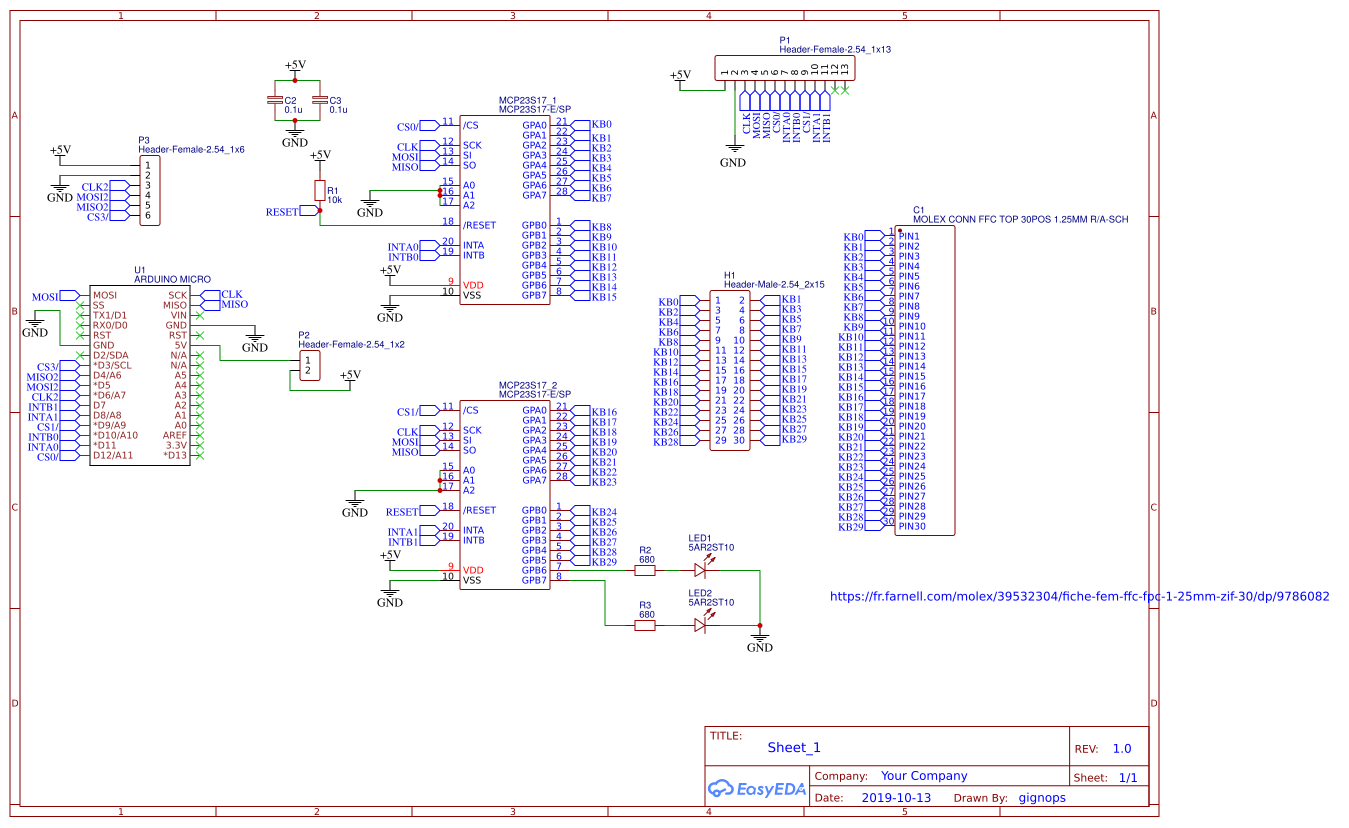 1 2 3 4 5
A
B
C
D
A
B
C
D
1 2 3 4 5
P1
Header-Female-2.54_1x13
+5V
1 2 3 4 5 6 7 8 9 10 11 12 13
CLK
MOSI
MISO
CS0/
INTA0
INTB0
CS1/
INTA1
INTB1
GND
+5V
C2
0.1u
C3
0.1u
GND
+5V
R1
10k
RESET
P3
Header-Female-2.54_1x6
+5V
GND
CLK2
MOSI2
MISO2
CS3/
1
2
3
4
5
6
MCP23S17_1
MCP23S17-E/SP
CS0/ 11 /CS
CLK 12 SCK
MOSI 13 SI
MISO 14 SO
15 A0
16 A1
17 A2
GND
18 /RESET
INTA0 20 INTA
INTB0 19 INTB
+5V
9 VDD
10 VSS
GND
GPA0 21 KB0
GPA1 22 KB1
GPA2 23 KB2
GPA3 24 KB3
GPA4 25 KB4
GPA5 26 KB5
GPA6 27 KB6
GPA7 28 KB7
GPB0 1 KB8
GPB1 2 KB9
GPB2 3 KB10
GPB3 4 KB11
GPB4 5 KB12
GPB5 6 KB13
GPB6 7 KB14
GPB7 8 KB15
U1
ARDUINO MICRO
MOSI MOSI
SS
TX1/D1
RX0/D0
RST
GND
GND
D2/SDA
CS3/ *D3/SCL
MISO2 D4/A6
MOSI2 *D5
CLK2 *D6/A7
INTB1 D7
INTA1 D8/A8
CS1/ *D9/A9
INTB0 *D10/A10
INTA0 *D11
CS0/ D12/A11
SCK CLK
MISO MISO
VIN
GND
GND
RST
5V
N/A
N/A
A5
A4
A3
A2
A1
A0
AREF
3.3V
*D13
P2
Header-Female-2.54_1x2
1
2
+5V
MCP23S17_2
MCP23S17-E/SP
CS1/ 11 /CS
CLK 12 SCK
MOSI 13 SI
MISO 14 SO
15 A0
16 A1
17 A2
GND
RESET 18 /RESET
INTA1 20 INTA
INTB1 19 INTB
+5V
9 VDD
10 VSS
GND
GPA0 21 KB16
GPA1 22 KB17
GPA2 23 KB18
GPA3 24 KB19
GPA4 25 KB20
GPA5 26 KB21
GPA6 27 KB22
GPA7 28 KB23
GPB0 1 KB24
GPB1 2 KB25
GPB2 3 KB26
GPB3 4 KB27
GPB4 5 KB28
GPB5 6 KB29
GPB6 7
GPB7 8
R2
680
LED1
5AR2ST10
R3
680
LED2
5AR2ST10
GND
H1
Header-Male-2.54_2x15
KB0 1 2 KB1
KB2 3 4 KB3
KB4 5 6 KB5
KB6 7 8 KB7
KB8 9 10 KB9
KB10 11 12 KB11
KB12 13 14 KB13
KB14 15 16 KB15
KB16 17 18 KB17
KB18 19 20 KB19
KB20 21 22 KB21
KB22 23 24 KB23
KB24 25 26 KB25
KB26 27 28 KB27
KB28 29 30 KB29
C1
MOLEX CONN FFC TOP 30POS 1.25MM R/A-SCH
KB0 1 PIN1
KB1 2 PIN2
KB2 3 PIN3
KB3 4 PIN4
KB4 5 PIN5
KB5 6 PIN6
KB6 7 PIN7
KB7 8 PIN8
KB8 9 PIN9
KB9 10 PIN10
KB10 11 PIN11
KB11 12 PIN12
KB12 13 PIN13
KB13 14 PIN14
KB14 15 PIN15
KB15 16 PIN16
KB16 17 PIN17
KB17 18 PIN18
KB18 19 PIN19
KB19 20 PIN20
KB20 21 PIN21
KB21 22 PIN22
KB22 23 PIN23
KB23 24 PIN24
KB24 25 PIN25
KB25 26 PIN26
KB26 27 PIN27
KB27 28 PIN28
KB28 29 PIN29
KB29 30 PIN30
https://fr.farnell.com/molex/39532304/fiche-fem-ffc-fpc-1-25mm-zif-30/dp/9786082
TITLE:
Sheet_1
REV: 1.0
EasyEDA
Company: Your Company
Sheet: 1/1
Date: 2019-10-13 Drawn By: gignops